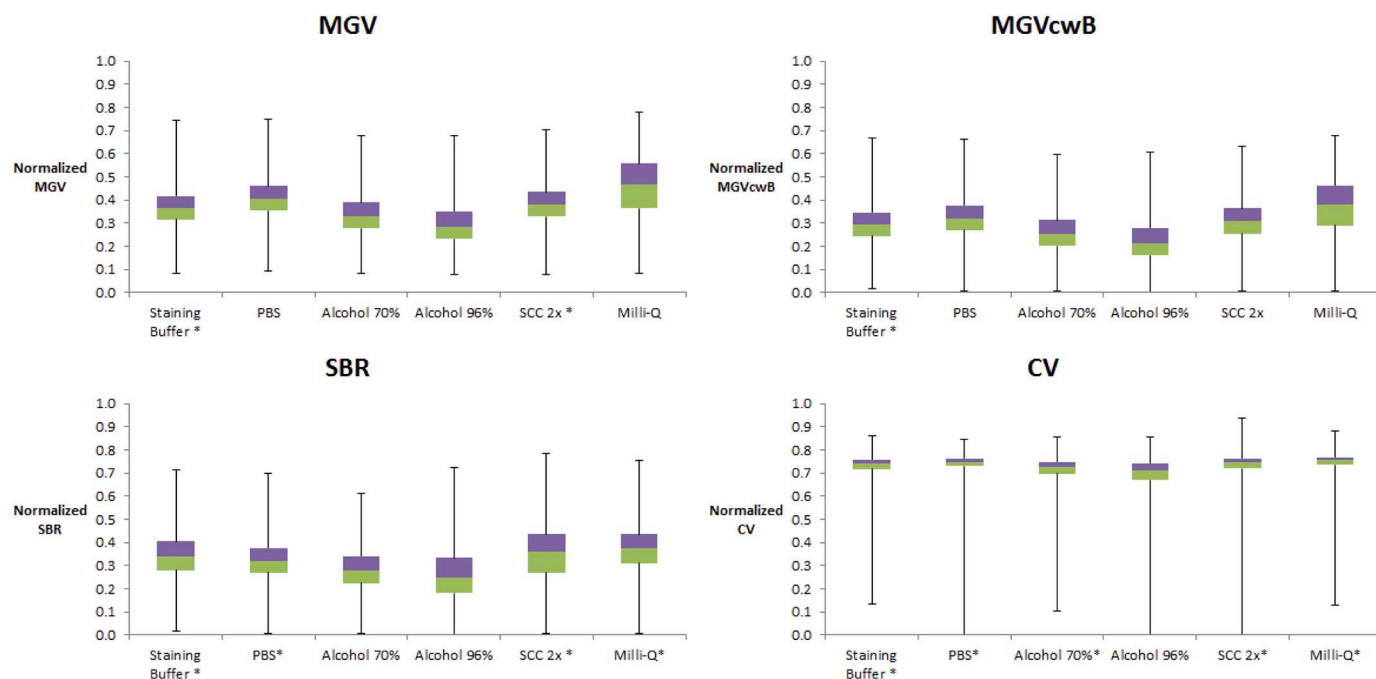 MGV
1.0
0.9
0.8
0.7
0.6
0.5
0.4
0.3
0.2
0.1
0.0
Normalized
MGV
Staining
Buffer *
PBS
Alcohol 70%
Alcohol 96%
SCC 2x *
Milli-Q
MGVcwB
1.0
0.9
0.8
0.7
0.6
0.5
0.4
0.3
0.2
0.1
0.0
Normalized
MGVcwB
Staining
Buffer *
PBS
Alcohol 70%
Alcohol 96%
SCC 2x
Milli-Q
SBR
1.0
0.9
0.8
0.7
0.6
0.5
0.4
0.3
0.2
0.1
0.0
Normalized
SBR
Staining
Buffer *
PBS*
Alcohol 70%
Alcohol 96%
SCC 2x *
Milli-Q*
CV
1.0
0.9
0.8
0.7
0.6
0.5
0.4
0.3
0.2
0.1
0.0
Normalized
CV
Staining
Buffer *
PBS*
Alcohol 70%*
Alcohol 96%
SCC 2x*
Milli-Q*